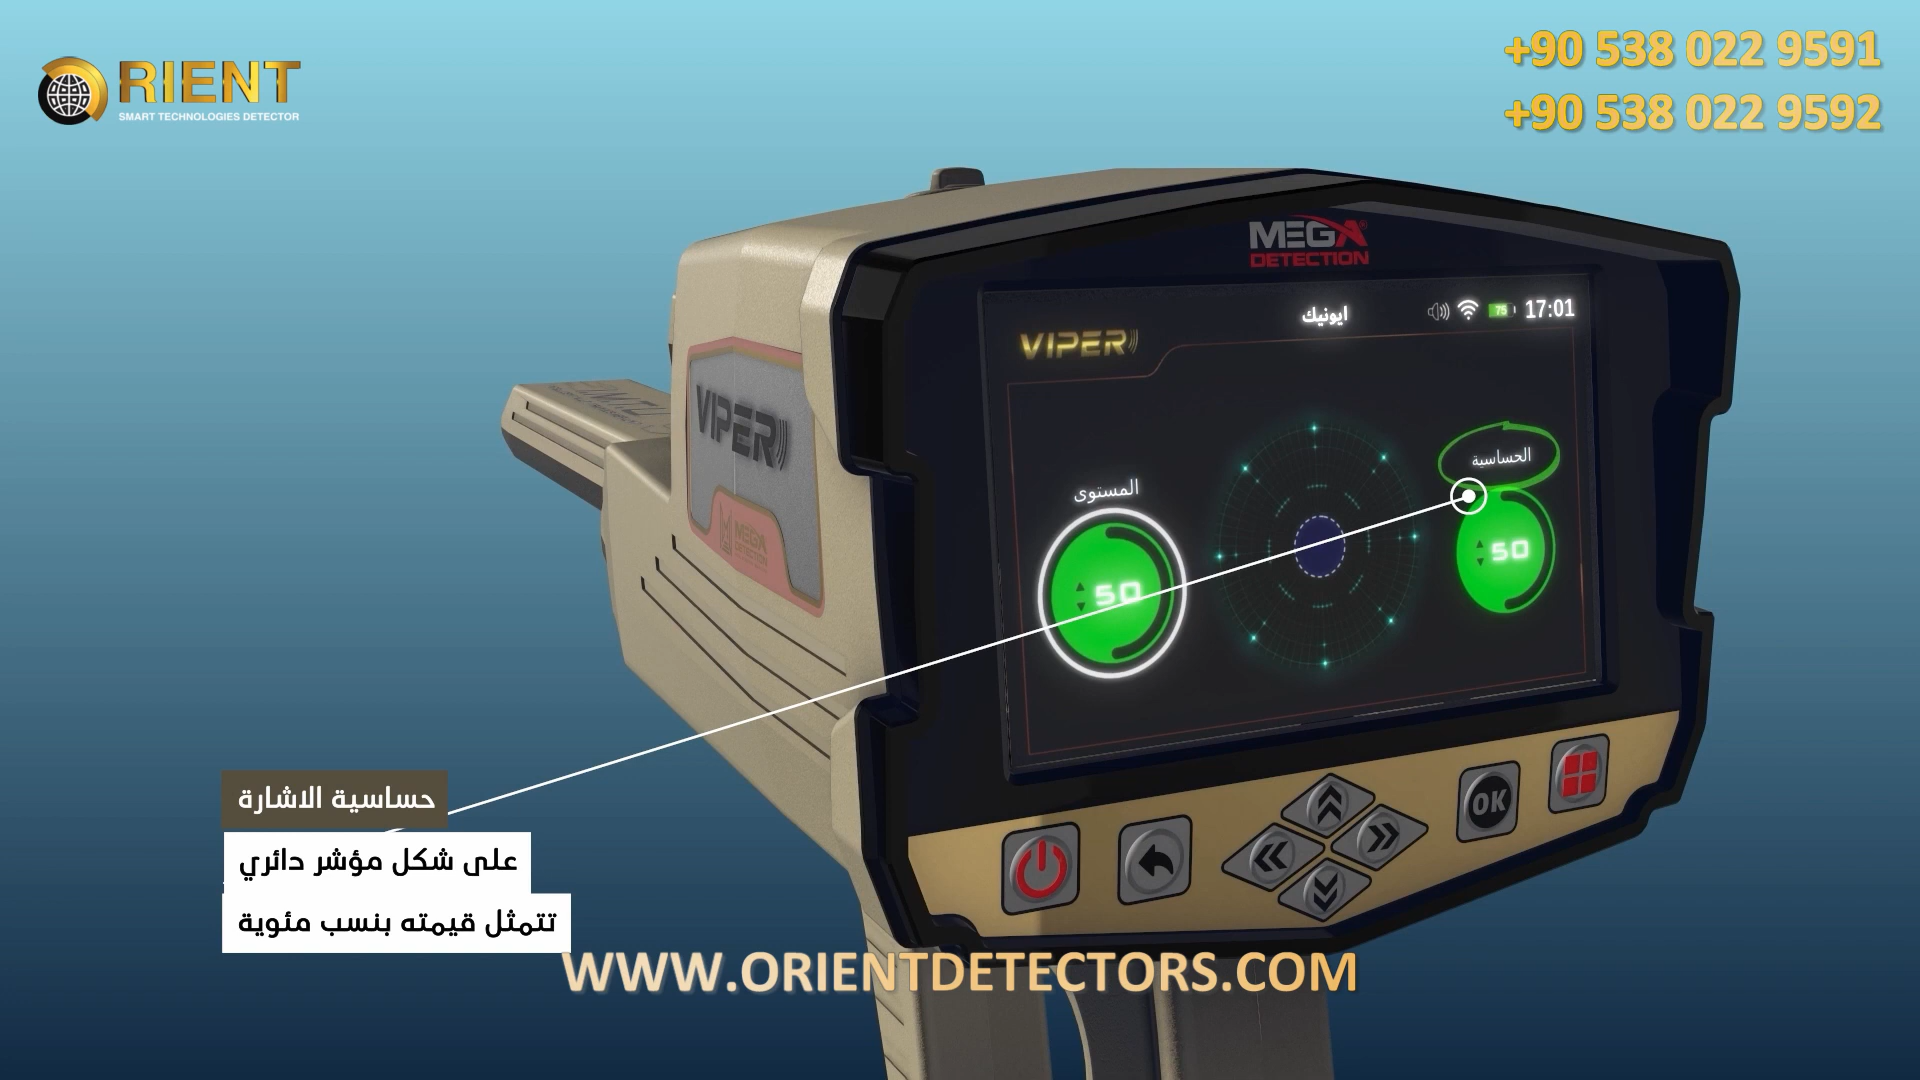 RIENT
SMART TECHNOLOGIES DETECTOR
+90 538 022 9591
+90 538 022 9592
MEGA
DETECTION
VIPER
ايونيك
75
17:01
الحساسية
50
المستوى
50
VIPER
MEGA
DETECTION
OK
حساسية الاشارة
على شكل مؤشر دائري
تتمثل قيمته بنسب مئوية
WWW.ORIENTDETECTORS.COM